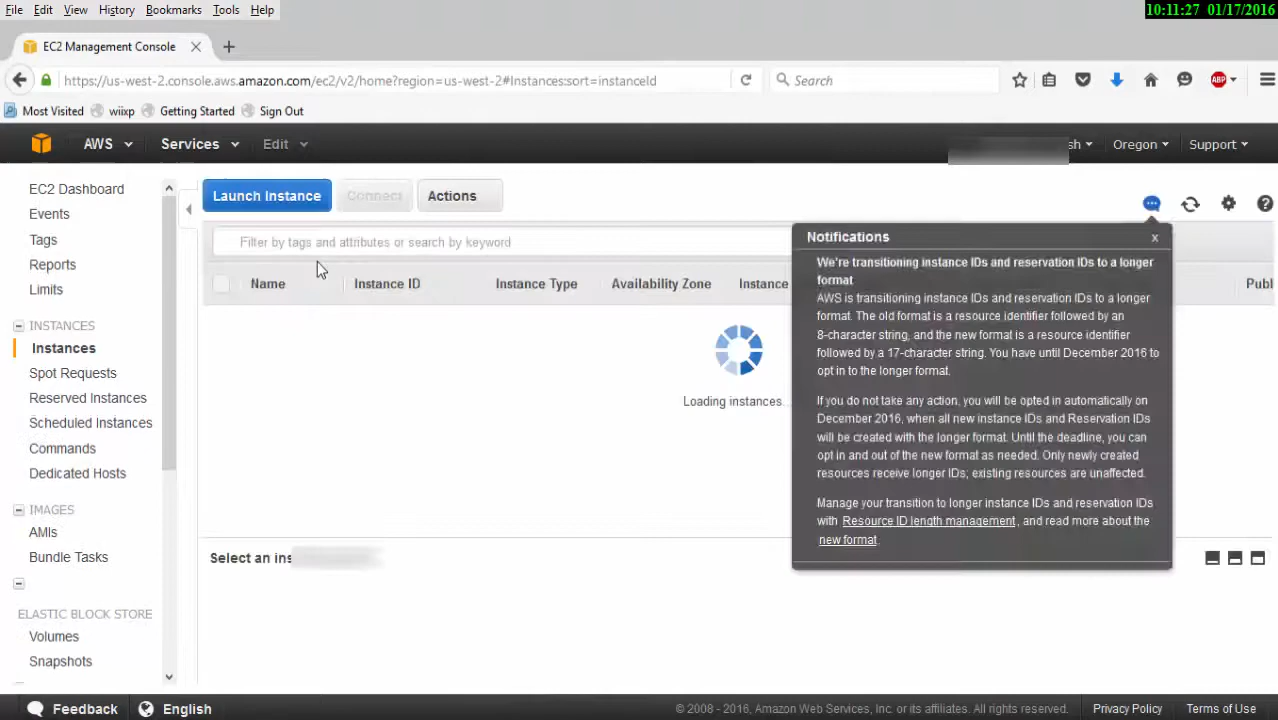 File Edit View History Bookmarks Tools Help
10:11:27 01/17/2016
EC2 Management Console
https://us-west-2.console.aws.amazon.com/ec2/v2/home?region=us-west-2#Instances:sort=instanceId
Search
ABP
Most Visited wiixp Getting Started Sign Out
AWS Services Edit
sh Oregon Support
EC2 Dashboard
Events
Tags
Reports
Limits
INSTANCES
Instances
Spot Requests
Reserved Instances
Scheduled Instances
Commands
Dedicated Hosts
IMAGES
AMIs
Bundle Tasks
ELASTIC BLOCK STORE
Volumes
Snapshots
Launch Instance Connect Actions
Filter by tags and attributes or search by keyword
Name Instance ID Instance Type Availability Zone Instance Publ
Loading instances...
Select an ins
Notifications x
We're transitioning instance IDs and reservation IDs to a longer
format
AWS is transitioning instance IDs and reservation IDs to a longer
format. The old format is a resource identifier followed by an
8-character string, and the new format is a resource identifier
followed by a 17-character string. You have until December 2016 to
opt in to the longer format.
If you do not take any action, you will be opted in automatically on
December 2016, when all new instance IDs and Reservation IDs
will be created with the longer format. Until the deadline, you can
opt in and out of the new format as needed. Only newly created
resources receive longer IDs; existing resources are unaffected.
Manage your transition to longer instance IDs and reservation IDs
with Resource ID length management, and read more about the
new format.
Feedback English
© 2008 - 2016, Amazon Web Services, Inc. or its affiliates. All rights reserved. Privacy Policy Terms of Use